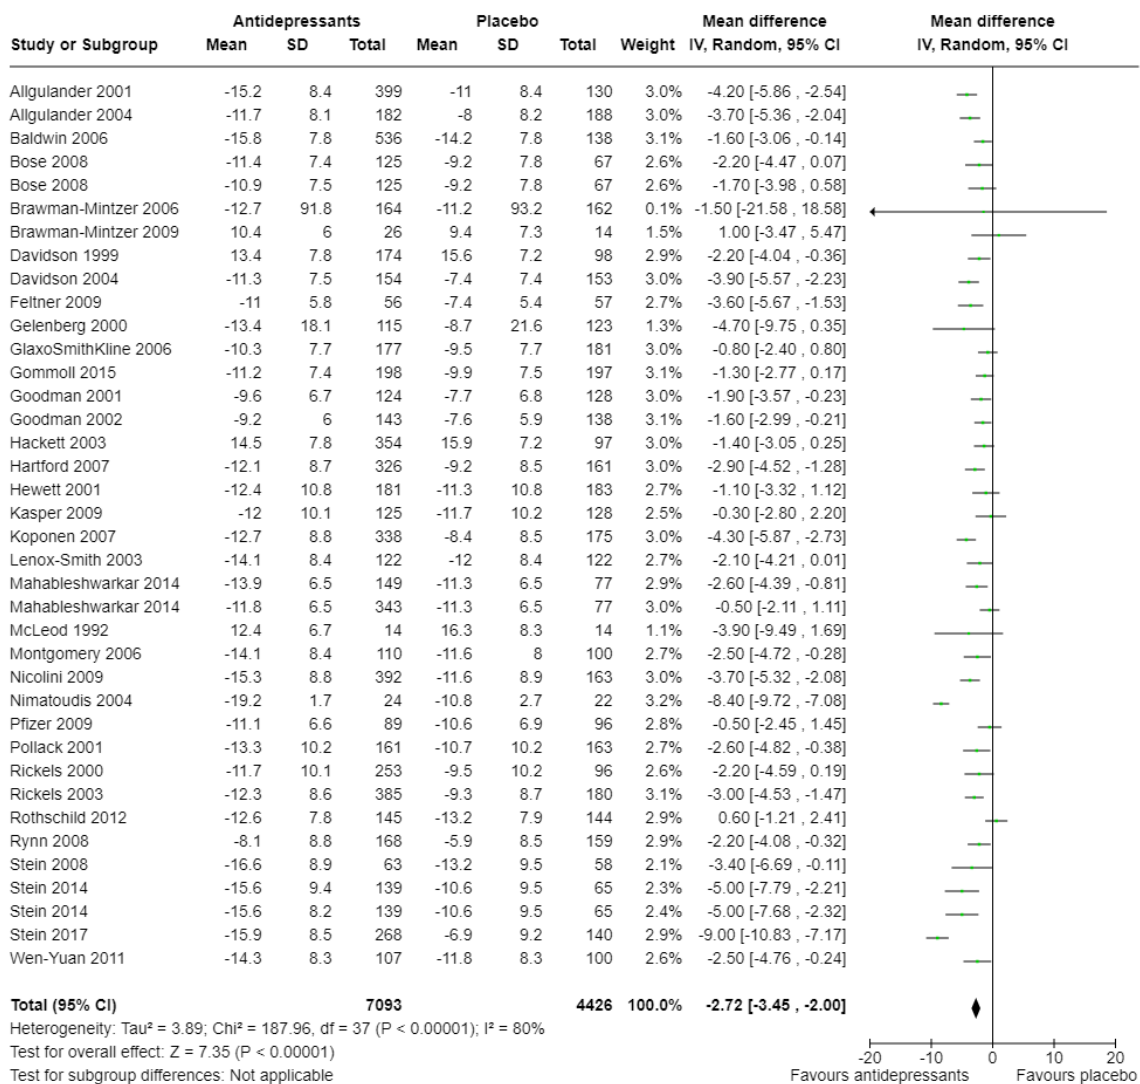 Antidepressants Placebo Mean difference Mean difference
Study or Subgroup Mean SD Total Mean SD Total Weight IV, Random, 95% CI IV, Random, 95% CI
Allgulander 2001 -15.2 8.4 399 -11 8.4 130 3.0% -4.20 [-5.86 , -2.54]
Allgulander 2004 -11.7 8.1 182 -8 8.2 188 3.0% -3.70 [-5.36 , -2.04]
Baldwin 2006 -15.8 7.8 536 -14.2 7.8 138 3.1% -1.60 [-3.06 , -0.14]
Bose 2008 -11.4 7.4 125 -9.2 7.8 67 2.6% -2.20 [-4.47 , 0.07]
Bose 2008 -10.9 7.5 125 -9.2 7.8 67 2.6% -1.70 [-3.98 , 0.58]
Brawman-Mintzer 2006 -12.7 91.8 164 -11.2 93.2 162 0.1% -1.50 [-21.58 , 18.58]
Brawman-Mintzer 2009 10.4 6 26 9.4 7.3 14 1.5% 1.00 [-3.47 , 5.47]
Davidson 1999 13.4 7.8 174 15.6 7.2 98 2.9% -2.20 [-4.04 , -0.36]
Davidson 2004 -11.3 7.5 154 -7.4 7.4 153 3.0% -3.90 [-5.57 , -2.23]
Feltner 2009 -11 5.8 56 -7.4 5.4 57 2.7% -3.60 [-5.67 , -1.53]
Gelenberg 2000 -13.4 18.1 115 -8.7 21.6 123 1.3% -4.70 [-9.75 , 0.35]
GlaxoSmithKline 2006 -10.3 7.7 177 -9.5 7.7 181 3.0% -0.80 [-2.40 , 0.80]
Gommoll 2015 -11.2 7.4 198 -9.9 7.5 197 3.1% -1.30 [-2.77 , 0.17]
Goodman 2001 -9.6 6.7 124 -7.7 6.8 128 3.0% -1.90 [-3.57 , -0.23]
Goodman 2002 -9.2 6 143 -7.6 5.9 138 3.1% -1.60 [-2.99 , -0.21]
Hackett 2003 14.5 7.8 354 15.9 7.2 97 3.0% -1.40 [-3.05 , 0.25]
Hartford 2007 -12.1 8.7 326 -9.2 8.5 161 3.0% -2.90 [-4.52 , -1.28]
Hewett 2001 -12.4 10.8 181 -11.3 10.8 183 2.7% -1.10 [-3.32 , 1.12]
Kasper 2009 -12 10.1 125 -11.7 10.2 128 2.5% -0.30 [-2.80 , 2.20]
Koponen 2007 -12.7 8.8 338 -8.4 8.5 175 3.0% -4.30 [-5.87 , -2.73]
Lenox-Smith 2003 -14.1 8.4 122 -12 8.4 122 2.7% -2.10 [-4.21 , 0.01]
Mahableshwarkar 2014 -13.9 6.5 149 -11.3 6.5 77 2.9% -2.60 [-4.39 , -0.81]
Mahableshwarkar 2014 -11.8 6.5 343 -11.3 6.5 77 3.0% -0.50 [-2.11 , 1.11]
McLeod 1992 12.4 6.7 14 16.3 8.3 14 1.1% -3.90 [-9.49 , 1.69]
Montgomery 2006 -14.1 8.4 110 -11.6 8 100 2.7% -2.50 [-4.72 , -0.28]
Nicolini 2009 -15.3 8.8 392 -11.6 8.9 163 3.0% -3.70 [-5.32 , -2.08]
Nimatoudis 2004 -19.2 1.7 24 -10.8 2.7 22 3.2% -8.40 [-9.72 , -7.08]
Pfizer 2009 -11.1 6.6 89 -10.6 6.9 96 2.8% -0.50 [-2.45 , 1.45]
Pollack 2001 -13.3 10.2 161 -10.7 10.2 163 2.7% -2.60 [-4.82 , -0.38]
Rickels 2000 -11.7 10.1 253 -9.5 10.2 96 2.6% -2.20 [-4.59 , 0.19]
Rickels 2003 -12.3 8.6 385 -9.3 8.7 180 3.1% -3.00 [-4.53 , -1.47]
Rothschild 2012 -12.6 7.8 145 -13.2 7.9 144 2.9% 0.60 [-1.21 , 2.41]
Rynn 2008 -8.1 8.8 168 -5.9 8.5 159 2.9% -2.20 [-4.08 , -0.32]
Stein 2008 -16.6 8.9 63 -13.2 9.5 58 2.1% -3.40 [-6.69 , -0.11]
Stein 2014 -15.6 9.4 139 -10.6 9.5 65 2.3% -5.00 [-7.79 , -2.21]
Stein 2014 -15.6 8.2 139 -10.6 9.5 65 2.4% -5.00 [-7.68 , -2.32]
Stein 2017 -15.9 8.5 268 -6.9 9.2 140 2.9% -9.00 [-10.83 , -7.17]
Wen-Yuan 2011 -14.3 8.3 107 -11.8 8.3 100 2.6% -2.50 [-4.76 , -0.24]
Total (95% CI) 7093 4426 100.0% -2.72 [-3.45 , -2.00]
Heterogeneity: Tau² = 3.89; Chi² = 187.96, df = 37 (P < 0.00001); I² = 80%
Test for overall effect: Z = 7.35 (P < 0.00001)
Test for subgroup differences: Not applicable
-20 -10 0 10 20
Favours antidepressants Favours placebo